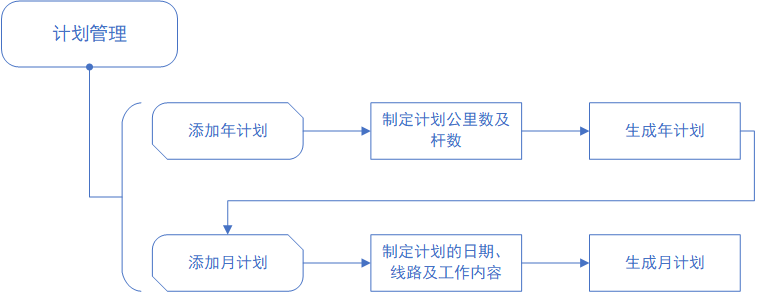 计划管理
添加年计划
制定计划公里数及
杆数
生成年计划
添加月计划
制定计划的日期、
线路及工作内容
生成月计划